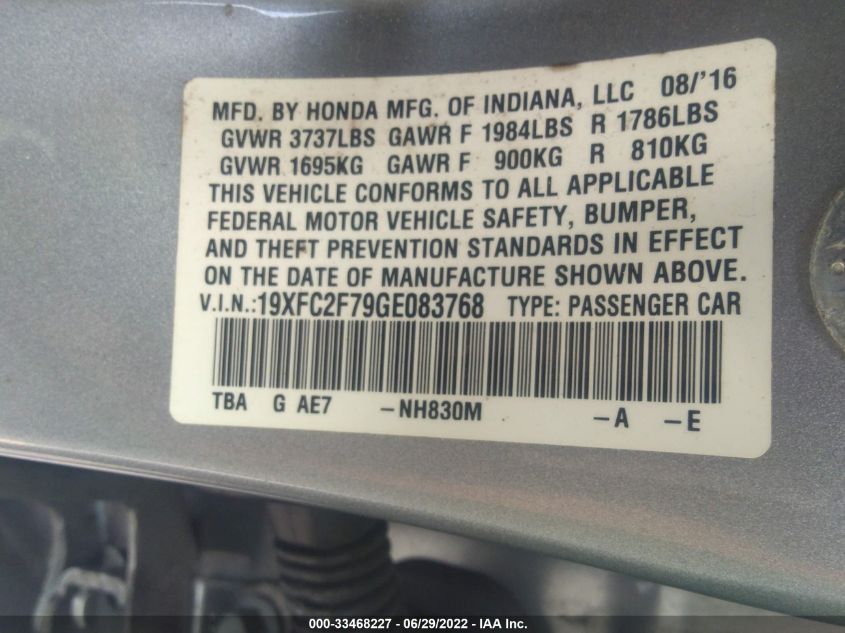 MFD. BY HONDA MFG. OF INDIANA, LLC 08/'16
GVWR 3737LBS GAWR F 1984LBS R 1786LBS
GVWR 1695KG GAWR F 900KG R 810KG
THIS VEHICLE CONFORMS TO ALL APPLICABLE
FEDERAL MOTOR VEHICLE SAFETY, BUMPER,
AND THEFT PREVENTION STANDARDS IN EFFECT
ON THE DATE OF MANUFACTURE SHOWN ABOVE.
V.I.N.:19XFC2F79GE083768 TYPE: PASSENGER CAR
TBA G AE7 -NH830M -A -E
000-33468227 - 06/29/2022 - IAA Inc.